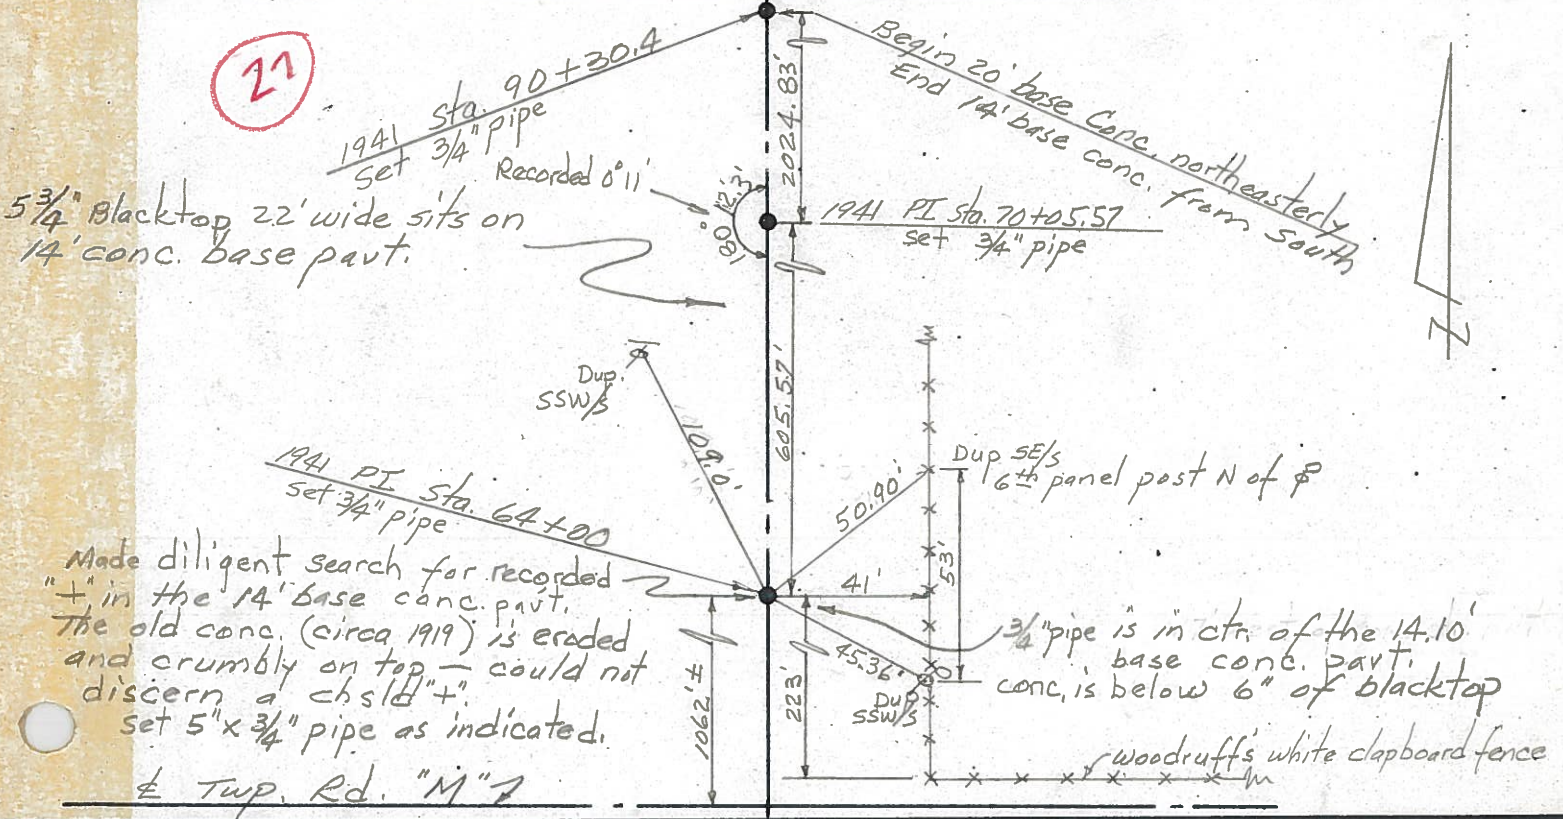 27
1941 Sta. 90+30.4
Set 3/4" pipe
Begin 20' base Conc. northeasterly
End 14' base conc. from South
2024.83'
Recorded 0°11'
180° 12.3'
1941 PI Sta. 70+05.57
Set 3/4" pipe
5 3/4" Blacktop 22' wide sits on
14' conc. base pavt.
N
Dup.
SSW/S
109.0'
605.57'
Dup SE/S
6th panel post N of
50.90'
53'
1941 PI Sta. 64+00
Set 3/4" pipe
Made diligent search for recorded
"+" in the 14' base conc. pavt.
The old conc. (circa 1919) is eroded
and crumbly on top — could not
discern a chsld "+".
Set 5" x 3/4" pipe as indicated.
41'
45.36'
Dup
SSW/S
3/4" pipe is in ctr. of the 14.10'
base conc. pavt.
conc. is below 6" of blacktop
1062'±
223'
Woodruff's white clapboard fence
℄ Twp. Rd. "M"